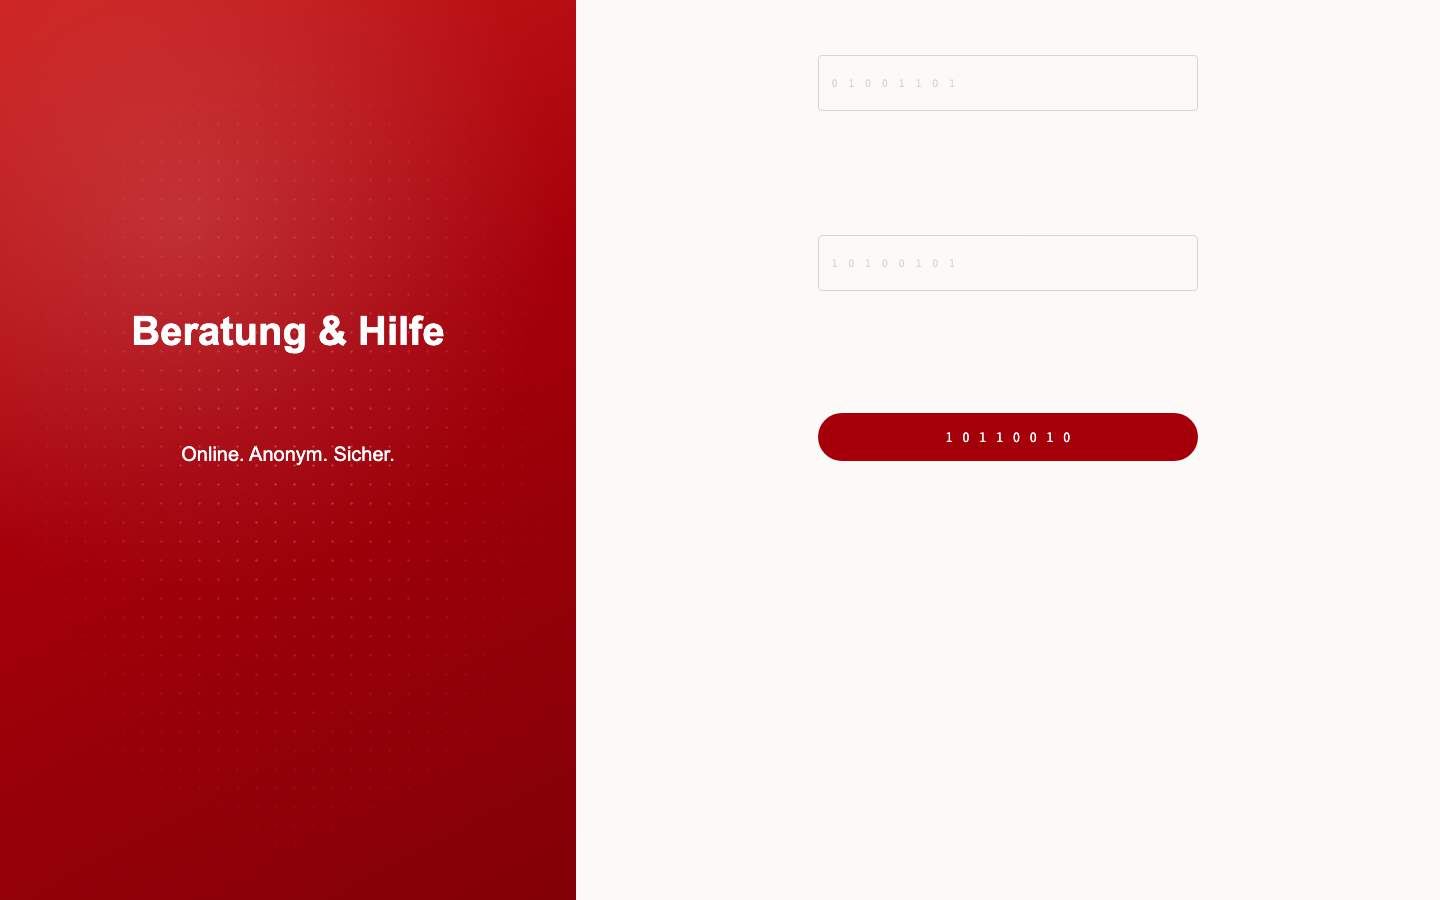 Beratung & Hilfe
Online. Anonym. Sicher.
0 1 0 0 1 1 0 1
1 0 1 0 0 1 0 1
1 0 1 1 0 0 1 0